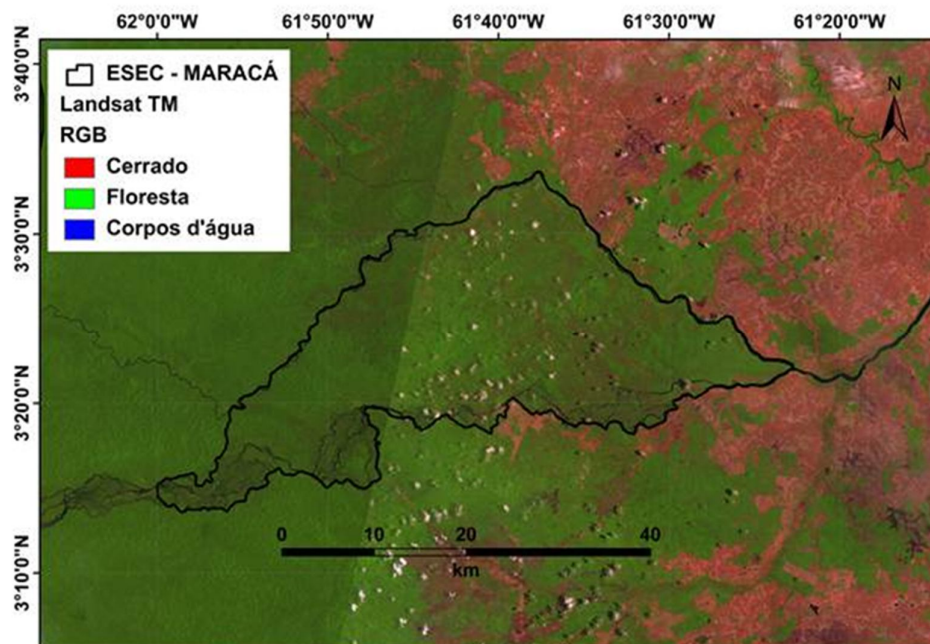 62°0'0"W 61°50'0"W 61°40'0"W 61°30'0"W 61°20'0"W
3°40'0"N
3°30'0"N
3°20'0"N
3°10'0"N
ESEC - MARACÁ
Landsat TM
RGB
Cerrado
Floresta
Corpos d'água
N
0 10 20 40
km